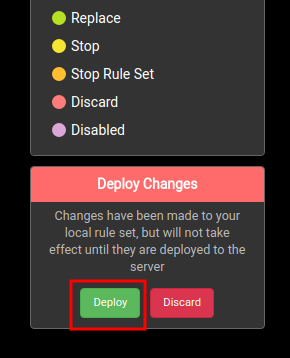 Replace
Stop
Stop Rule Set
Discard
Disabled
Deploy Changes
Changes have been made to your
local rule set, but will not take
effect until they are deployed to the
server
Deploy
Discard